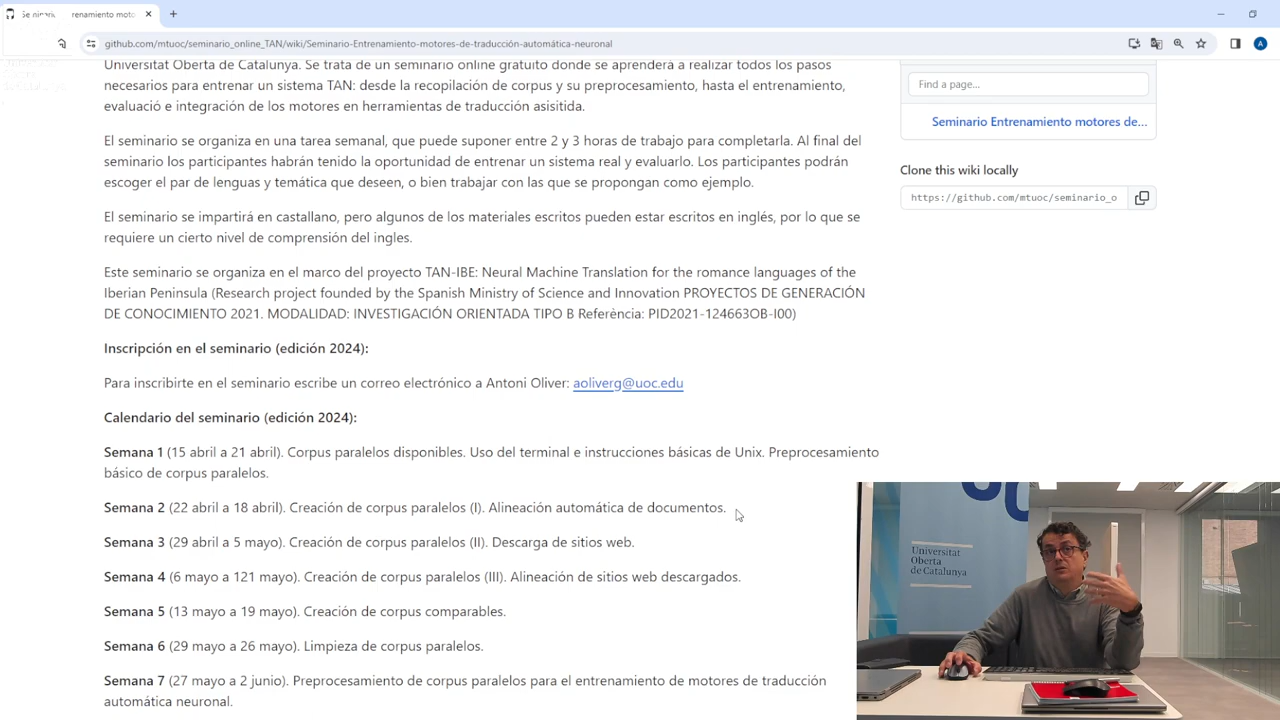 Se
renamiento moto
github.com/mtuoc/seminario_online_TAN/wiki/Seminario-Entrenamiento-motores-de-traducción-automática-neuronal
A
Universitat Oberta de Catalunya. Se trata de un seminario online gratuito donde se aprenderá a realizar todos los pasos
necesarios para entrenar un sistema TAN: desde la recopilación de corpus y su preprocesamiento, hasta el entrenamiento,
evaluació e integración de los motores en herramientas de traducción asisitida.
El seminario se organiza en una tarea semanal, que puede suponer entre 2 y 3 horas de trabajo para completarla. Al final del
seminario los participantes habrán tenido la oportunidad de entrenar un sistema real y evaluarlo. Los participantes podrán
escoger el par de lenguas y temática que deseen, o bien trabajar con las que se propongan como ejemplo.
El seminario se impartirá en castallano, pero algunos de los materiales escritos pueden estar escritos en inglés, por lo que se
requiere un cierto nivel de comprensión del ingles.
Este seminario se organiza en el marco del proyecto TAN-IBE: Neural Machine Translation for the romance languages of the
Iberian Peninsula (Research project founded by the Spanish Ministry of Science and Innovation PROYECTOS DE GENERACIÓN
DE CONOCIMIENTO 2021. MODALIDAD: INVESTIGACIÓN ORIENTADA TIPO B Referència: PID2021-124663OB-I00)
Inscripción en el seminario (edición 2024):
Para inscribirte en el seminario escribe un correo electrónico a Antoni Oliver: aoliverg@uoc.edu
Calendario del seminario (edición 2024):
Semana 1 (15 abril a 21 abril). Corpus paralelos disponibles. Uso del terminal e instrucciones básicas de Unix. Preprocesamiento
básico de corpus paralelos.
Semana 2 (22 abril a 18 abril). Creación de corpus paralelos (I). Alineación automática de documentos.
Semana 3 (29 abril a 5 mayo). Creación de corpus paralelos (II). Descarga de sitios web.
Semana 4 (6 mayo a 121 mayo). Creación de corpus paralelos (III). Alineación de sitios web descargados.
Semana 5 (13 mayo a 19 mayo). Creación de corpus comparables.
Semana 6 (29 mayo a 26 mayo). Limpieza de corpus paralelos.
Semana 7 (27 mayo a 2 junio). Preprocesamiento de corpus paralelos para el entrenamiento de motores de traducción
automática neuronal.
Find a page...
Seminario Entrenamiento motores de...
Clone this wiki locally
https://github.com/mtuoc/seminario_o
Universitat
Oberta
de Catalunya